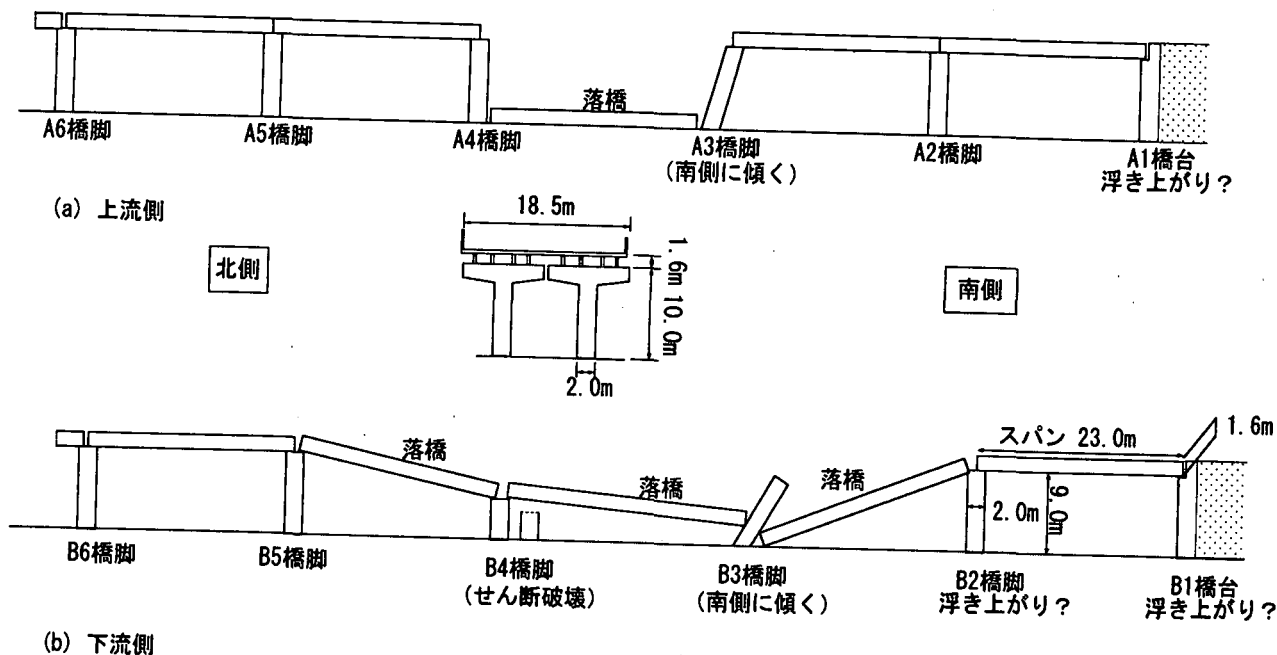 落橋
A6橋脚
A5橋脚
A4橋脚
A3橋脚
(南側に傾く)
A2橋脚
A1橋台
浮き上がり?
(a) 上流側
18.5m
1.6m
10.0m
2.0m
北側
南側
落橋
落橋
落橋
スパン 23.0m
1.6m
2.0m
9.0m
B6橋脚
B5橋脚
B4橋脚
(せん断破壊)
B3橋脚
(南側に傾く)
B2橋脚
浮き上がり?
B1橋台
浮き上がり?
(b) 下流側